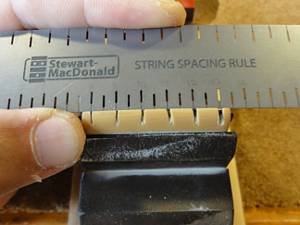 Stewart-
MacDonald
STRING SPACING RULE